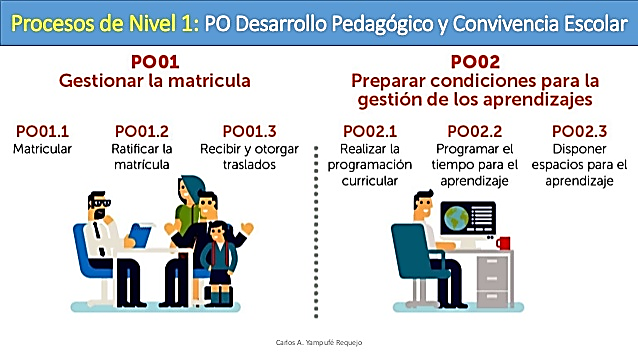 Procesos de Nivel 1: PO Desarrollo Pedagógico y Convivencia Escolar
PO01
Gestionar la matricula
PO01.1
Matricular
PO01.2
Ratificar la
matrícula
PO01.3
Recibir y otorgar
traslados
PO02
Preparar condiciones para la
gestión de los aprendizajes
PO02.1
Realizar la
programación
curricular
PO02.2
Programar el
tiempo para el
aprendizaje
PO02.3
Disponer
espacios para el
aprendizaje
Carlos A. Yampufé Requejo